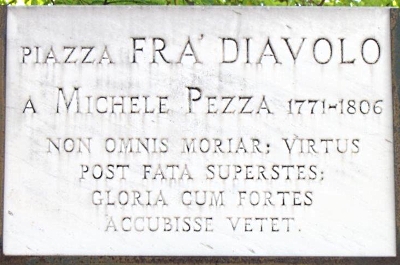 PIAZZA FRA' DIAVOLO
A MICHELE PEZZA 1771-1806
NON OMNIS MORIAR; VIRTUS
POST FATA SUPERSTES;
GLORIA CUM FORTES
ACCUBISSE VETET.